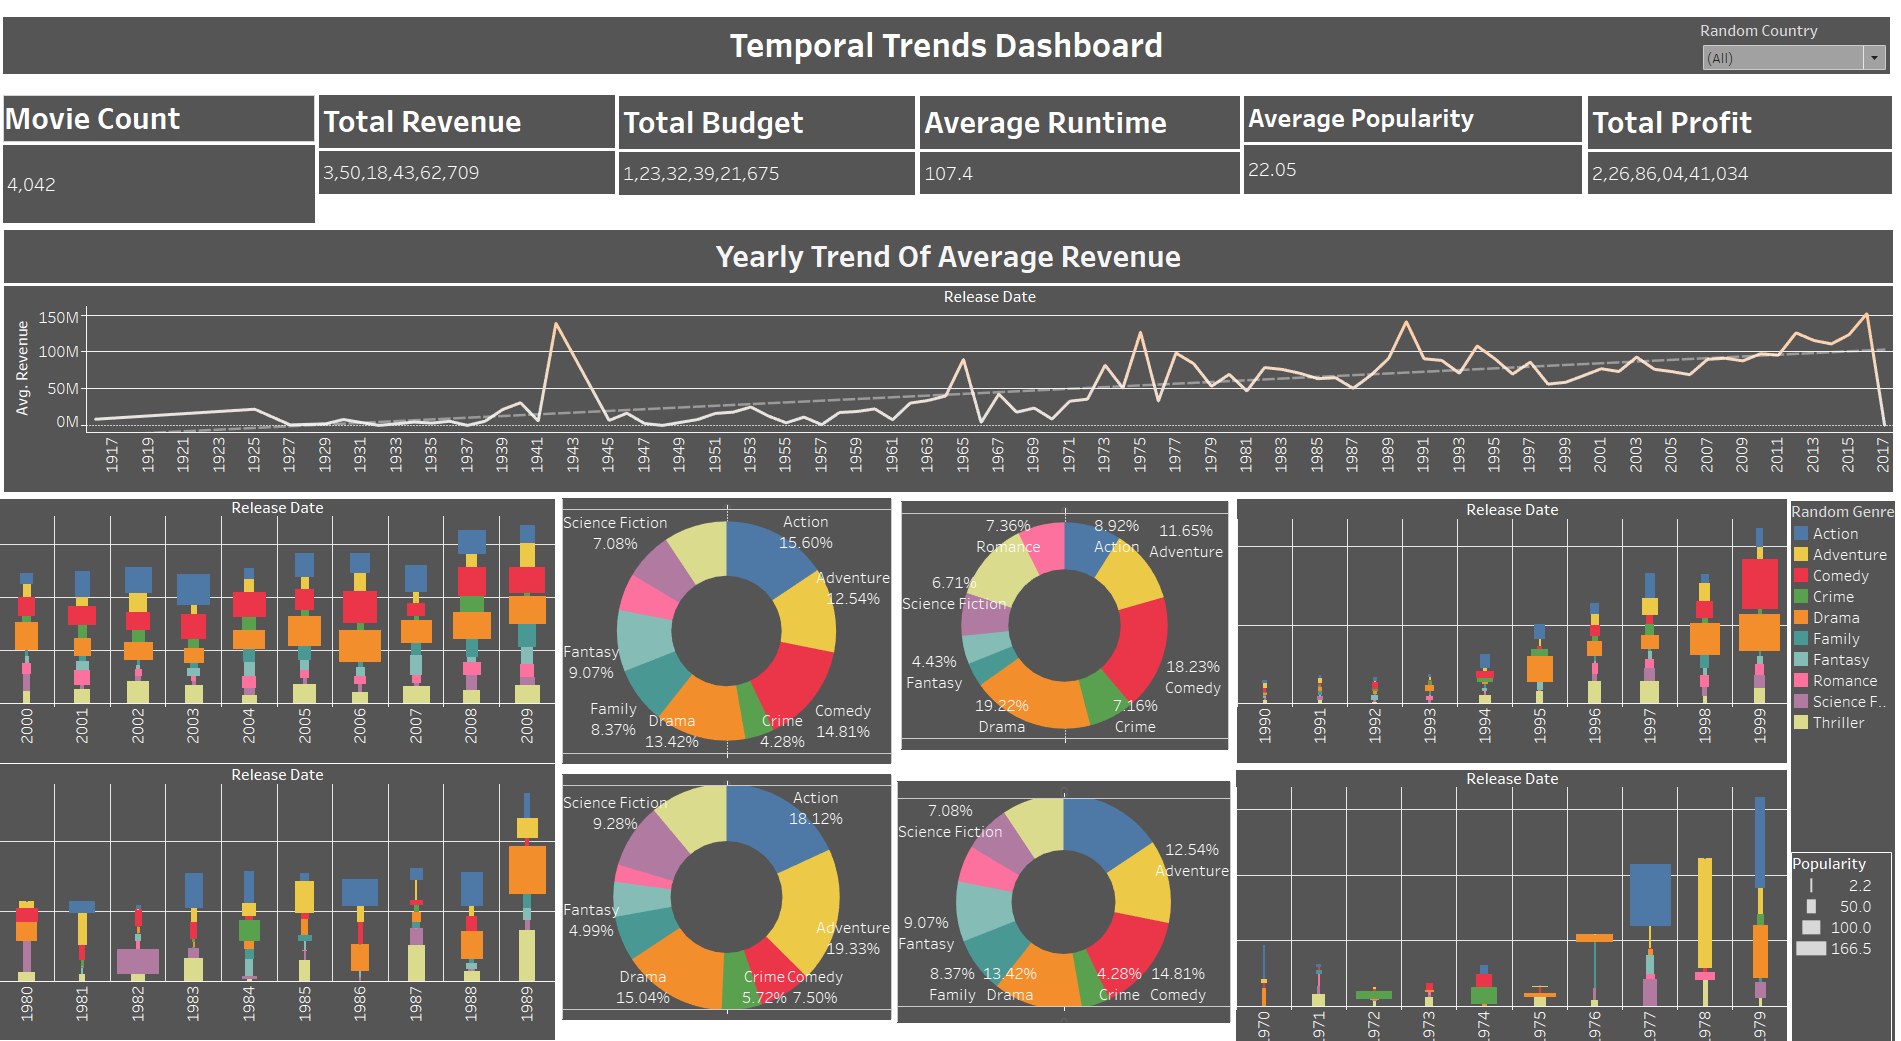 Temporal Trends Dashboard
Random Country
(All)
Movie Count
4,042
Total Revenue
3,50,18,43,62,709
Total Budget
1,23,32,39,21,675
Average Runtime
107.4
Average Popularity
22.05
Total Profit
2,26,86,04,41,034
Yearly Trend Of Average Revenue
Release Date
Avg. Revenue
150M
100M
50M
0M
1917 1919 1921 1923 1925 1927 1929 1931 1933 1935 1937 1939 1941 1943 1945 1947 1949 1951 1953 1955 1957 1959 1961 1963 1965 1967 1969 1971 1973 1975 1977 1979 1981 1983 1985 1987 1989 1991 1993 1995 1997 1999 2001 2003 2005 2007 2009 2011 2013 2015 2017
Release Date
2000 2001 2002 2003 2004 2005 2006 2007 2008 2009
Science Fiction
7.08%
Action
15.60%
Adventure
12.54%
Fantasy
9.07%
Family
8.37%
Drama
13.42%
Crime
4.28%
Comedy
14.81%
7.36%
Romance
8.92%
Action
11.65%
Adventure
6.71%
Science Fiction
4.43%
Fantasy
19.22%
Drama
7.16%
Crime
18.23%
Comedy
Release Date
1990 1991 1992 1993 1994 1995 1996 1997 1998 1999
Random Genre
Action
Adventure
Comedy
Crime
Drama
Family
Fantasy
Romance
Science F..
Thriller
Release Date
1980 1981 1982 1983 1984 1985 1986 1987 1988 1989
Science Fiction
9.28%
Action
18.12%
Fantasy
4.99%
Adventure
19.33%
Drama
15.04%
Crime
5.72%
Comedy
7.50%
7.08%
Science Fiction
12.54%
Adventure
9.07%
Fantasy
8.37%
Family
13.42%
Drama
4.28%
Crime
14.81%
Comedy
Release Date
970 971 972 973 974 975 976 977 978 979
Popularity
2.2
50.0
100.0
166.5